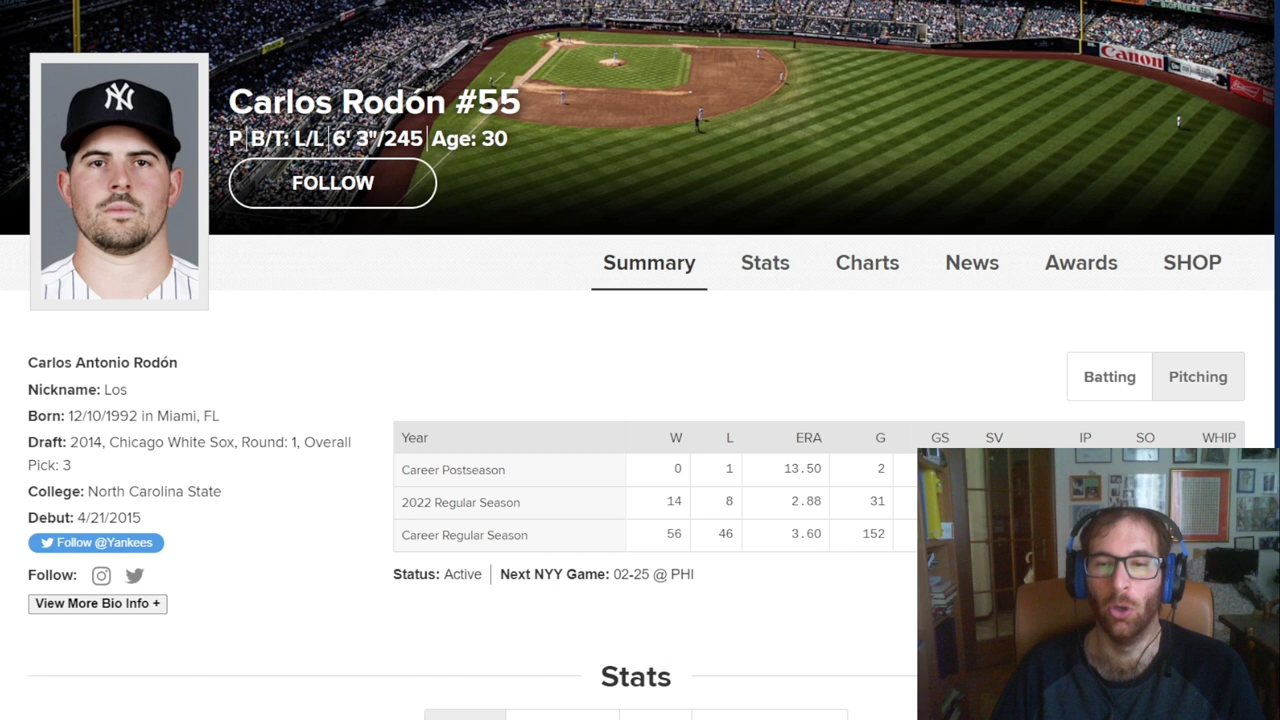 BIOFREEZE
Canon
Budweiser
NY
Carlos Rodón #55
P B/T: L/L 6' 3"/245 Age: 30
FOLLOW
Summary Stats Charts News Awards SHOP
Carlos Antonio Rodón
Nickname: Los
Born: 12/10/1992 in Miami, FL
Draft: 2014, Chicago White Sox, Round: 1, Overall
Pick: 3
College: North Carolina State
Debut: 4/21/2015
Follow @Yankees
Follow:
View More Bio Info +
Batting Pitching
Year W L ERA G GS SV IP SO WHIP
Career Postseason 0 1 13.50 2
2022 Regular Season 14 8 2.88 31
Career Regular Season 56 46 3.60 152
Status: Active Next NYY Game: 02-25 @ PHI
Stats